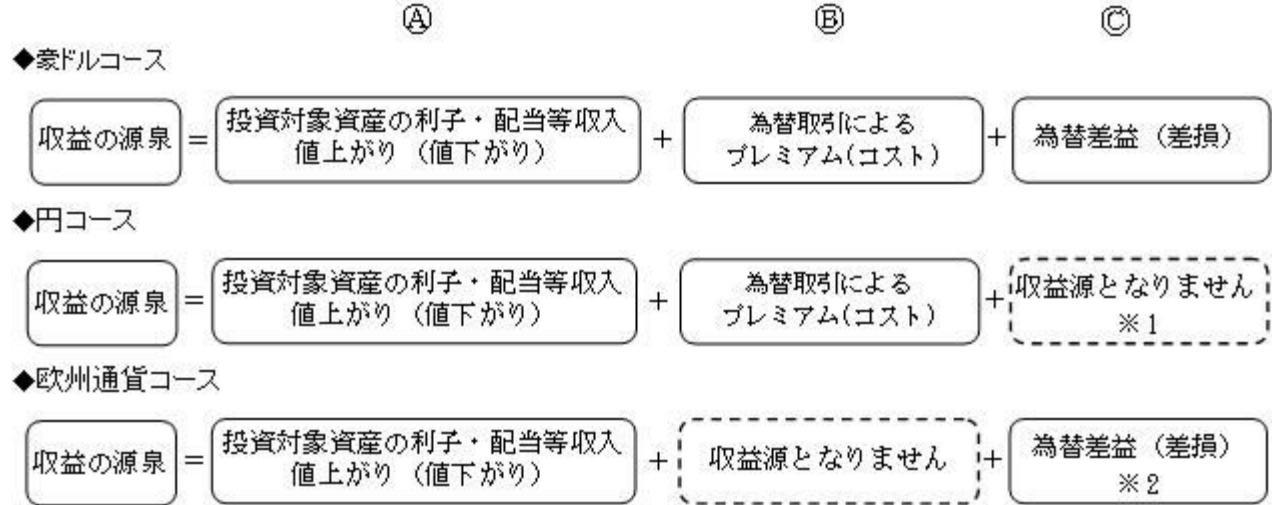 Ⓐ Ⓑ Ⓒ
◆豪ドルコース
収益の源泉 = 投資対象資産の利子・配当等収入 値上がり（値下がり） + 為替取引による プレミアム(コスト) + 為替差益（差損）
◆円コース
収益の源泉 = 投資対象資産の利子・配当等収入 値上がり（値下がり） + 為替取引による プレミアム(コスト) + 収益源となりません ※1
◆欧州通貨コース
収益の源泉 = 投資対象資産の利子・配当等収入 値上がり（値下がり） + 収益源となりません + 為替差益（差損） ※2